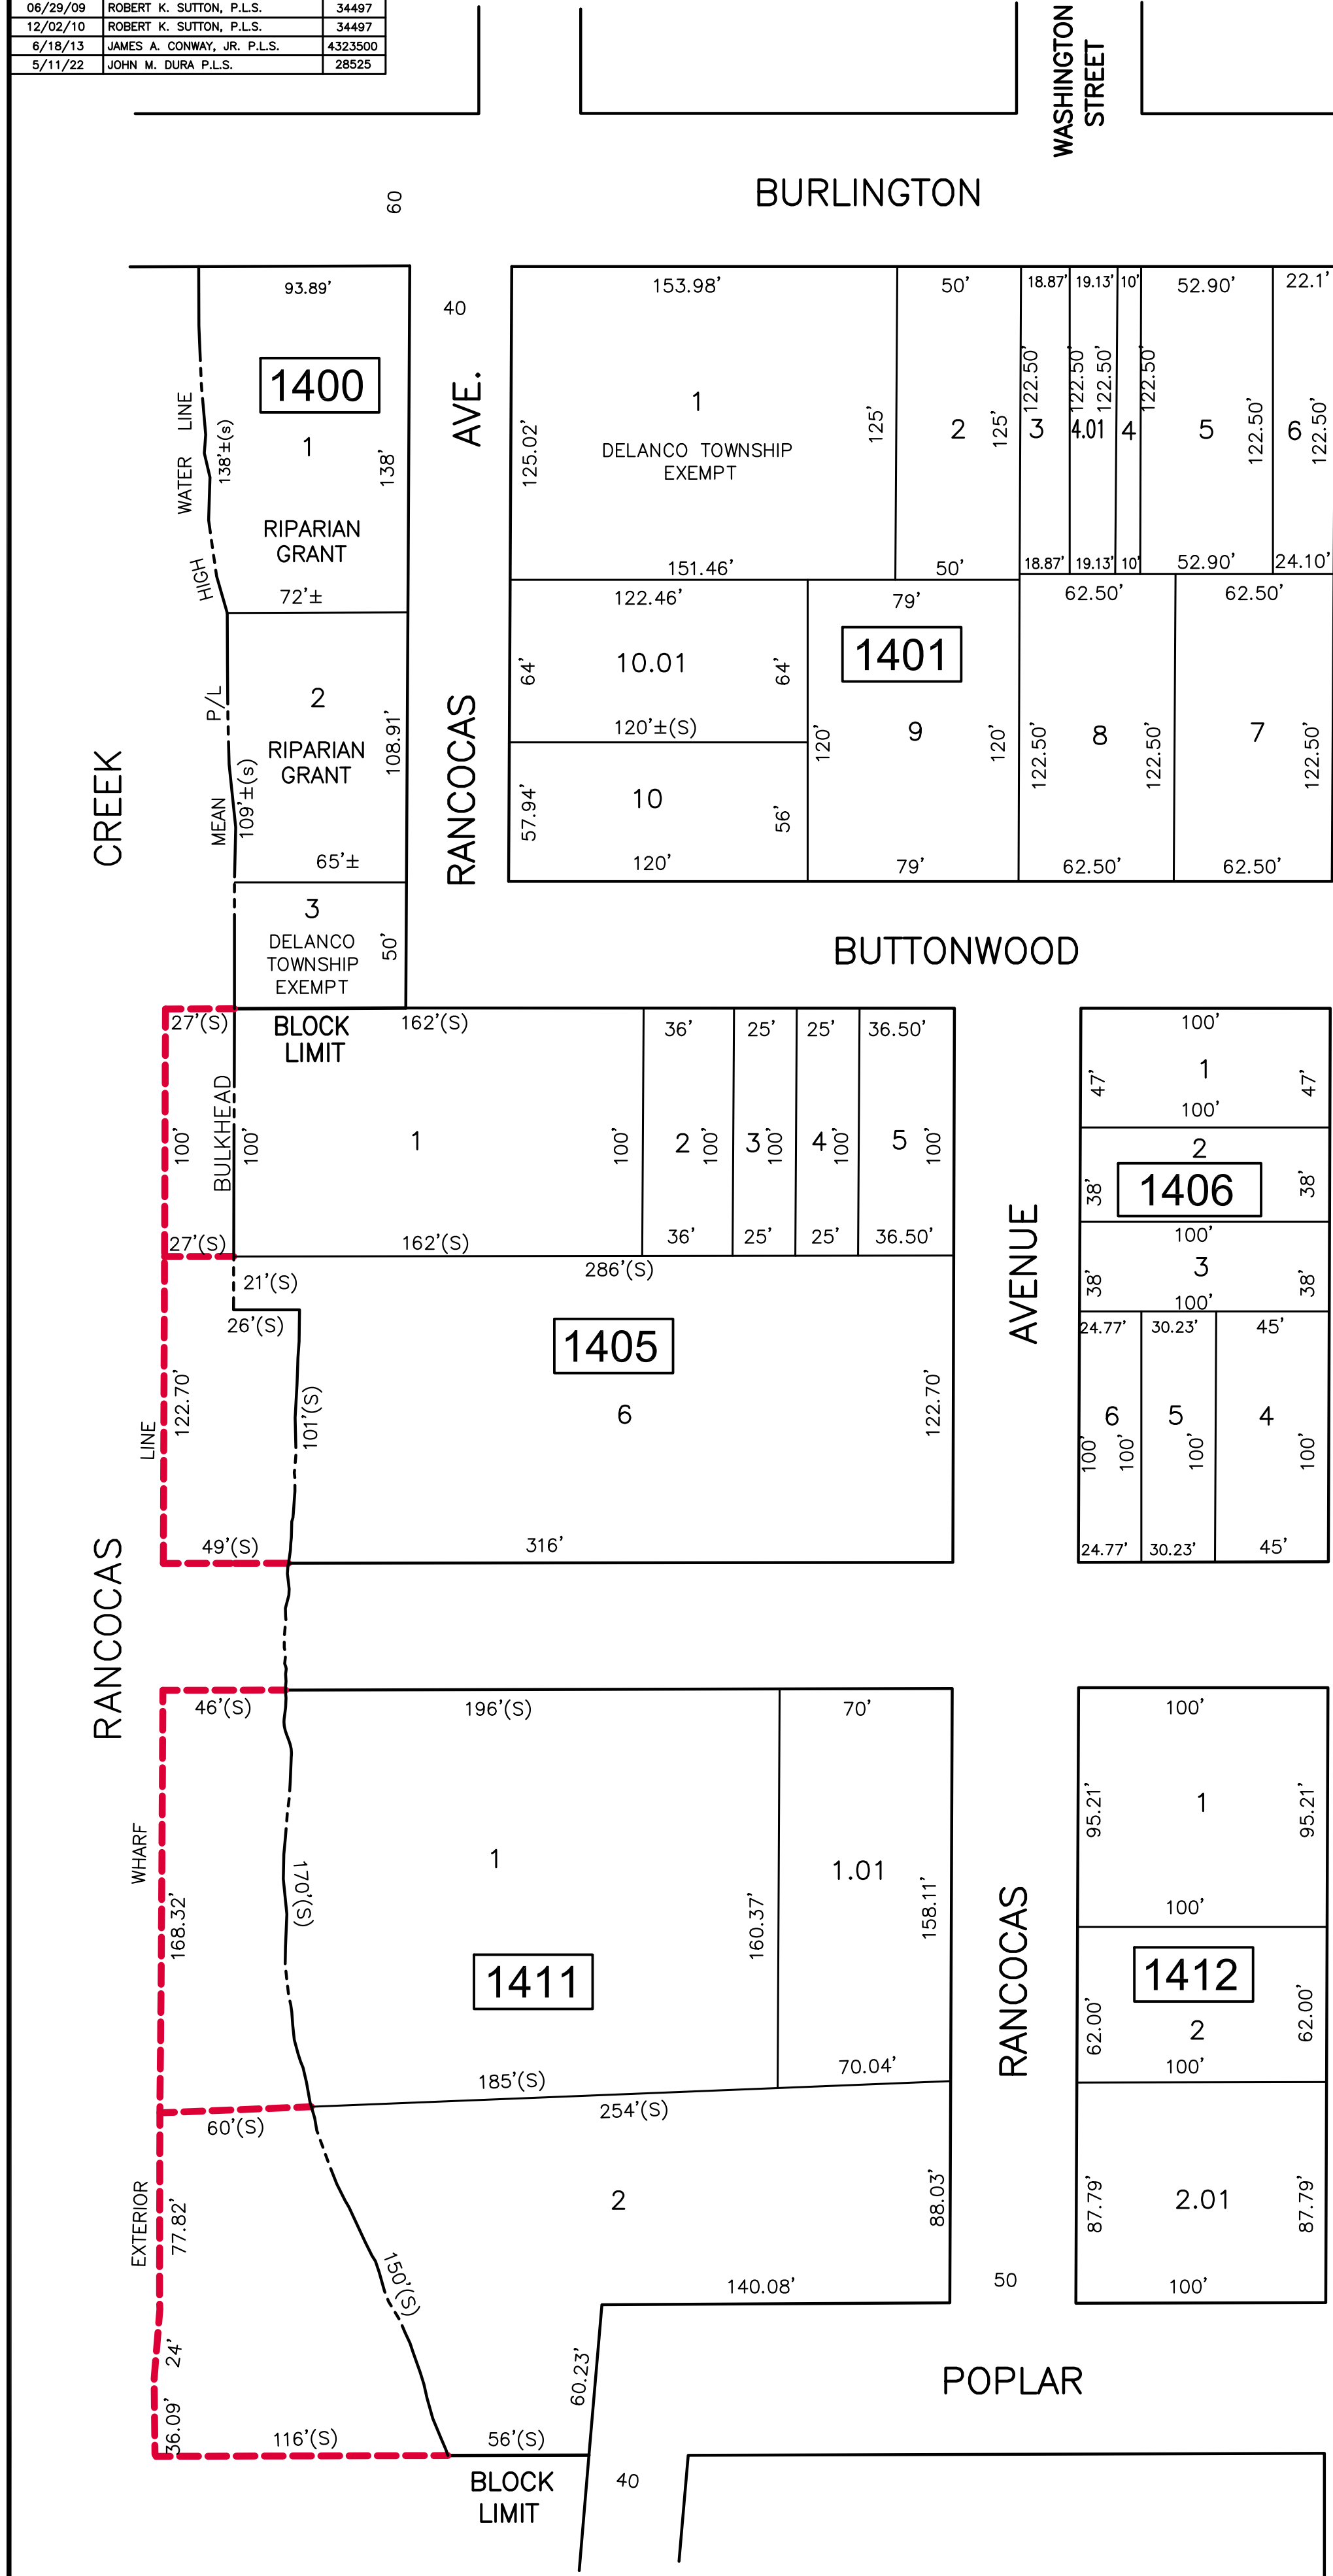 06/29/09 ROBERT K. SUTTON, P.L.S. 34497
12/02/10 ROBERT K. SUTTON, P.L.S. 34497
6/18/13 JAMES A. CONWAY, JR. P.L.S. 4323500
5/11/22 JOHN M. DURA P.L.S. 28525
WASHINGTON
STREET
BURLINGTON
60
93.89'
1400
1
138'±(s)
138'
RIPARIAN
GRANT
72'±
HIGH WATER LINE
2
RIPARIAN
GRANT
108.91'
109'±(s)
MEAN P/L
65'±
3
DELANCO
TOWNSHIP
EXEMPT
50'
CREEK
40
RANCOCAS AVE.
153.98'
1
DELANCO TOWNSHIP
EXEMPT
125.02'
125'
151.46'
50'
2
125'
50'
18.87'
3
122.50'
18.87'
19.13'
4.01
122.50'
122.50'
19.13'
10'
4
122.50'
10'
52.90'
5
122.50'
52.90'
22.1'
6
122.50'
24.10'
122.46'
10.01
64'
64'
120'±(S)
10
57.94'
56'
120'
79'
1401
9
120'
120'
79'
62.50'
8
122.50'
122.50'
62.50'
62.50'
7
122.50'
62.50'
BUTTONWOOD
27'(S)
BLOCK
LIMIT
162'(S)
100'
BULKHEAD
100'
1
100'
27'(S)
162'(S)
36'
2
100'
36'
25'
3
100'
25'
25'
4
100'
25'
36.50'
5
100'
36.50'
286'(S)
21'(S)
26'(S)
1405
6
122.70'
101'(S)
122.70'
LINE
49'(S)
316'
AVENUE
100'
1
47'
47'
100'
2
1406
38'
38'
100'
3
38'
38'
100'
24.77'
6
100'
100'
24.77'
30.23'
5
100'
30.23'
45'
4
100'
45'
RANCOCAS
46'(S)
196'(S)
70'
WHARF
168.32'
170'(S)
1
1411
160.37'
1.01
158.11'
185'(S)
70.04'
60'(S)
254'(S)
EXTERIOR
77.82'
2
88.03'
150'(S)
140.08'
24'
36.09'
60.23'
116'(S)
56'(S)
BLOCK
LIMIT
40
RANCOCAS
50
100'
1
95.21'
95.21'
100'
1412
2
62.00'
62.00'
100'
2.01
87.79'
87.79'
100'
POPLAR